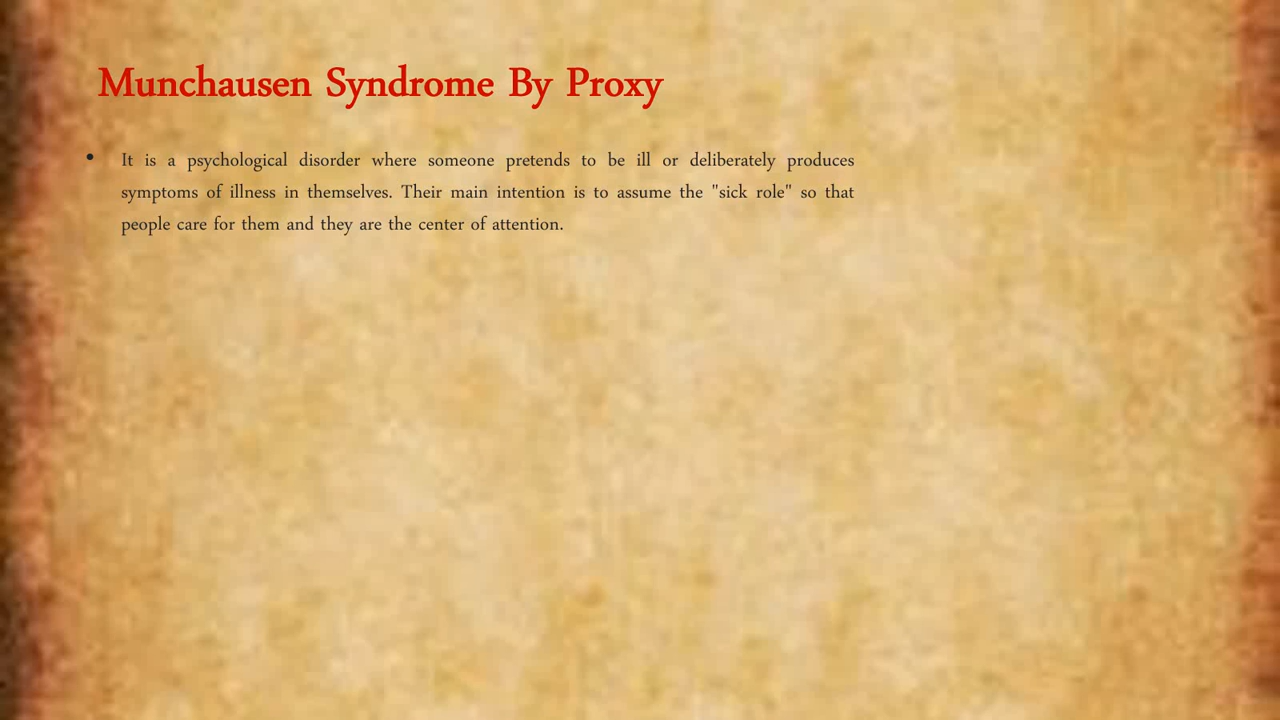 Munchausen Syndrome By Proxy
• It is a psychological disorder where someone pretends to be ill or deliberately produces
symptoms of illness in themselves. Their main intention is to assume the "sick role" so that
people care for them and they are the center of attention.